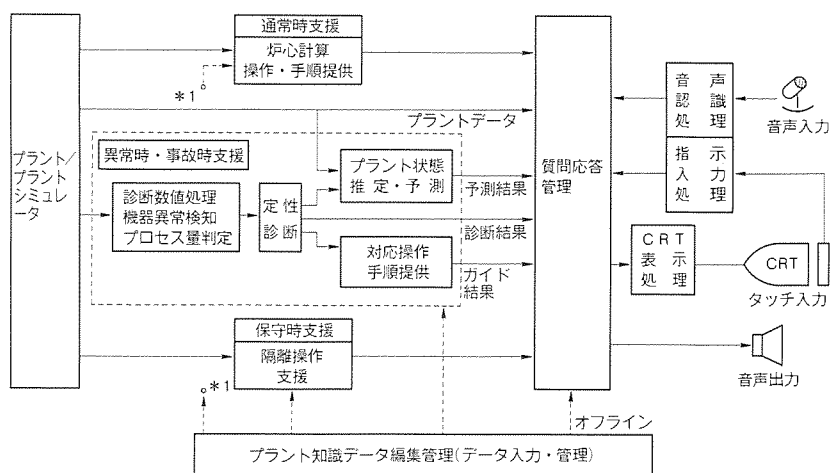 通常時支援
炉心計算
操作・手順提供
*1
プラントデータ
プラント/
プラント
シミュレ
ータ
異常時・事故時支援
診断数値処理
機器異常検知
プロセス量判定
定性
診断
プラント状態
推定・予測
予測結果
診断結果
対応操作
手順提供
ガイド
結果
保守時支援
隔離操作
支援
*1
質問応答
管理
音声
認識
処理
音声入力
指示
入力
処理
CRT
表示
処理
CRT
タッチ入力
音声出力
オフライン
プラント知識データ編集管理(データ入力・管理)